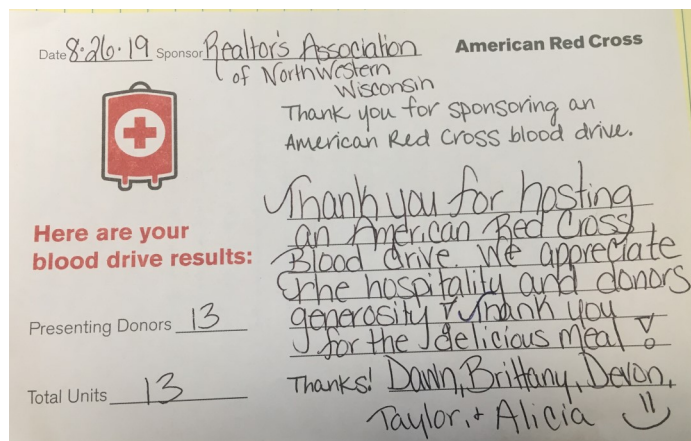 Date 8.26.19 Sponsor Realtor's Association American Red Cross
of Northwestern
Wisconsin
Thank you for sponsoring an
American Red Cross blood drive.
Thank you for hosting
an American Red Cross
Blood drive. We appreciate
the hospitality and donors
generosity! Thank you
for the delicious meal!
Here are your
blood drive results:
Presenting Donors 13
Total Units 13
Thanks! Dawn, Brittany, Devon,
Taylor, + Alicia